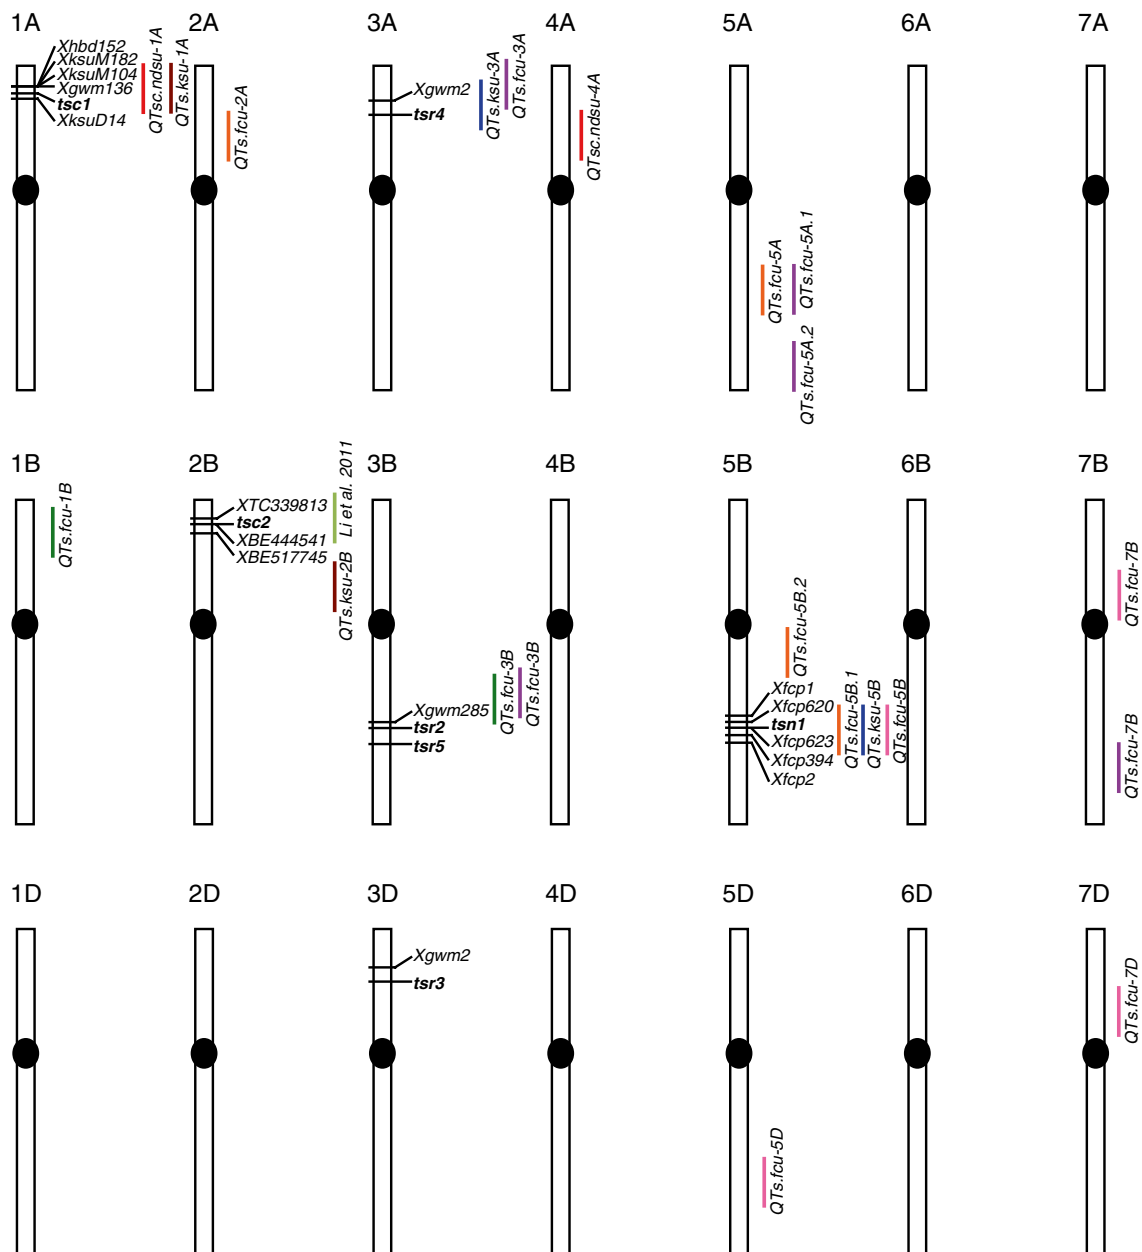 1A
2A
3A
4A
5A
6A
7A
Xhbd152
XksuM182
XksuM104
Xgwm136
tsc1
XksuD14
QTsc.ndsu-1A
QTs.ksu-1A
QTs.fcu-2A
Xgwm2
tsr4
QTs.ksu-3A
QTs.fcu-3A
QTsc.ndsu-4A
QTs.fcu-5A
QTs.fcu-5A.1
QTs.fcu-5A.2
1B
2B
3B
4B
5B
6B
7B
QTs.fcu-1B
XTC339813
tsc2
XBE444541
XBE517745
Li et al. 2011
QTs.ksu-2B
Xgwm285
tsr2
tsr5
QTs.fcu-3B
QTs.fcu-3B
QTs.fcu-5B.2
Xfcp1
Xfcp620
tsn1
Xfcp623
Xfcp394
Xfcp2
QTs.fcu-5B.1
QTs.ksu-5B
QTs.fcu-5B
QTs.fcu-7B
QTs.fcu-7B
1D
2D
3D
4D
5D
6D
7D
Xgwm2
tsr3
QTs.fcu-5D
QTs.fcu-7D